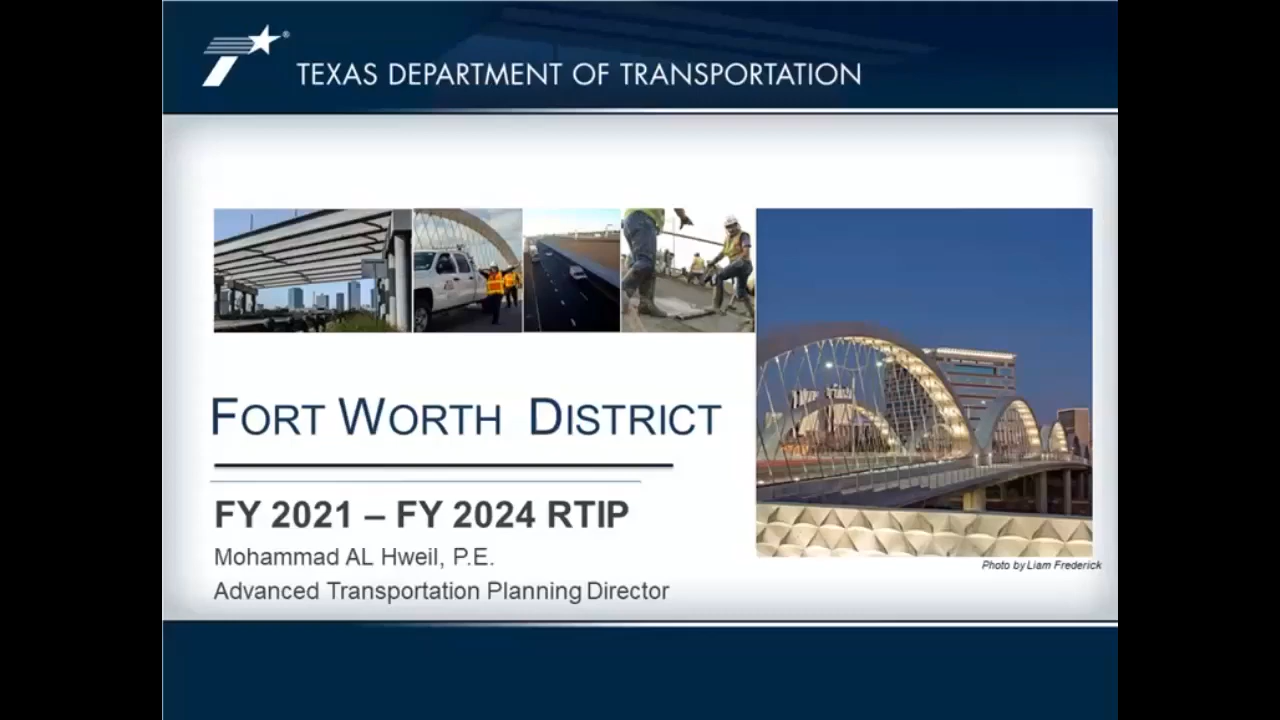 ®
TEXAS DEPARTMENT OF TRANSPORTATION
FORT WORTH DISTRICT
FY 2021 – FY 2024 RTIP
Mohammad AL Hweil, P.E.
Advanced Transportation Planning Director
Photo by Liam Frederick